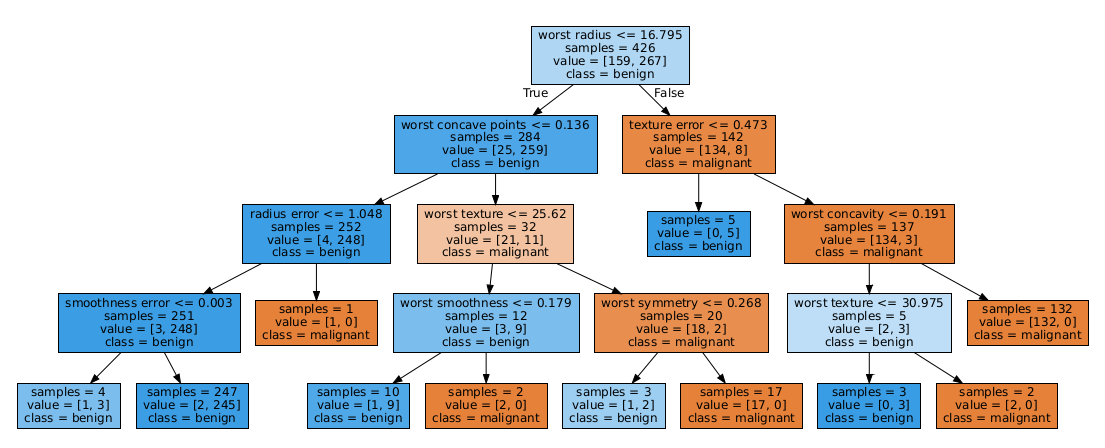 worst radius <= 16.795
samples = 426
value = [159, 267]
class = benign
True
False
worst concave points <= 0.136
samples = 284
value = [25, 259]
class = benign
texture error <= 0.473
samples = 142
value = [134, 8]
class = malignant
radius error <= 1.048
samples = 252
value = [4, 248]
class = benign
worst texture <= 25.62
samples = 32
value = [21, 11]
class = malignant
samples = 5
value = [0, 5]
class = benign
worst concavity <= 0.191
samples = 137
value = [134, 3]
class = malignant
smoothness error <= 0.003
samples = 251
value = [3, 248]
class = benign
samples = 1
value = [1, 0]
class = malignant
worst smoothness <= 0.179
samples = 12
value = [3, 9]
class = benign
worst symmetry <= 0.268
samples = 20
value = [18, 2]
class = malignant
worst texture <= 30.975
samples = 5
value = [2, 3]
class = benign
samples = 132
value = [132, 0]
class = malignant
samples = 4
value = [1, 3]
class = benign
samples = 247
value = [2, 245]
class = benign
samples = 10
value = [1, 9]
class = benign
samples = 2
value = [2, 0]
class = malignant
samples = 3
value = [1, 2]
class = benign
samples = 17
value = [17, 0]
class = malignant
samples = 3
value = [0, 3]
class = benign
samples = 2
value = [2, 0]
class = malignant